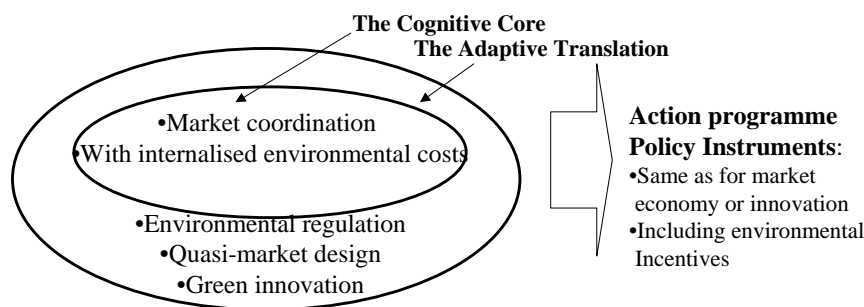 The Cognitive Core
The Adaptive Translation
•Market coordination
•With internalised environmental costs
•Environmental regulation
•Quasi-market design
•Green innovation
Action programme
Policy Instruments:
•Same as for market
economy or innovation
•Including environmental
Incentives